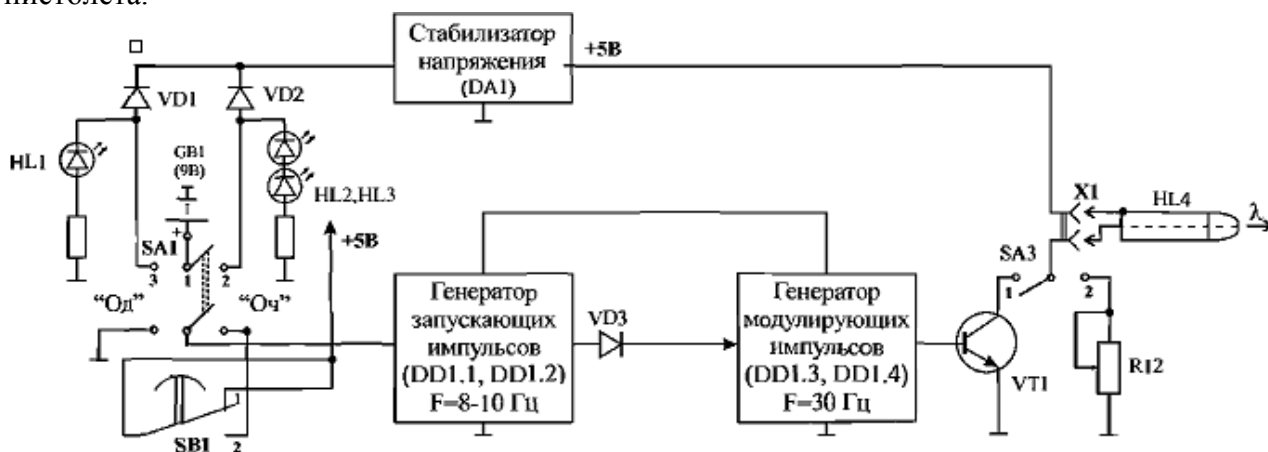 пистолета.
Стабилизатор
напряжения
(DA1)
+5В
VD1
VD2
HL1
GB1
(9В)
HL2,HL3
+5В
+
SA1
3
1
2
“Од”
“Оч”
Генератор
запускающих
импульсов
(DD1.1, DD1.2)
F=8-10 Гц
VD3
Генератор
модулирующих
импульсов
(DD1.3, DD1.4)
F=30 Гц
X1
HL4
λ
SA3
1
2
VT1
R12
1
SB1
2